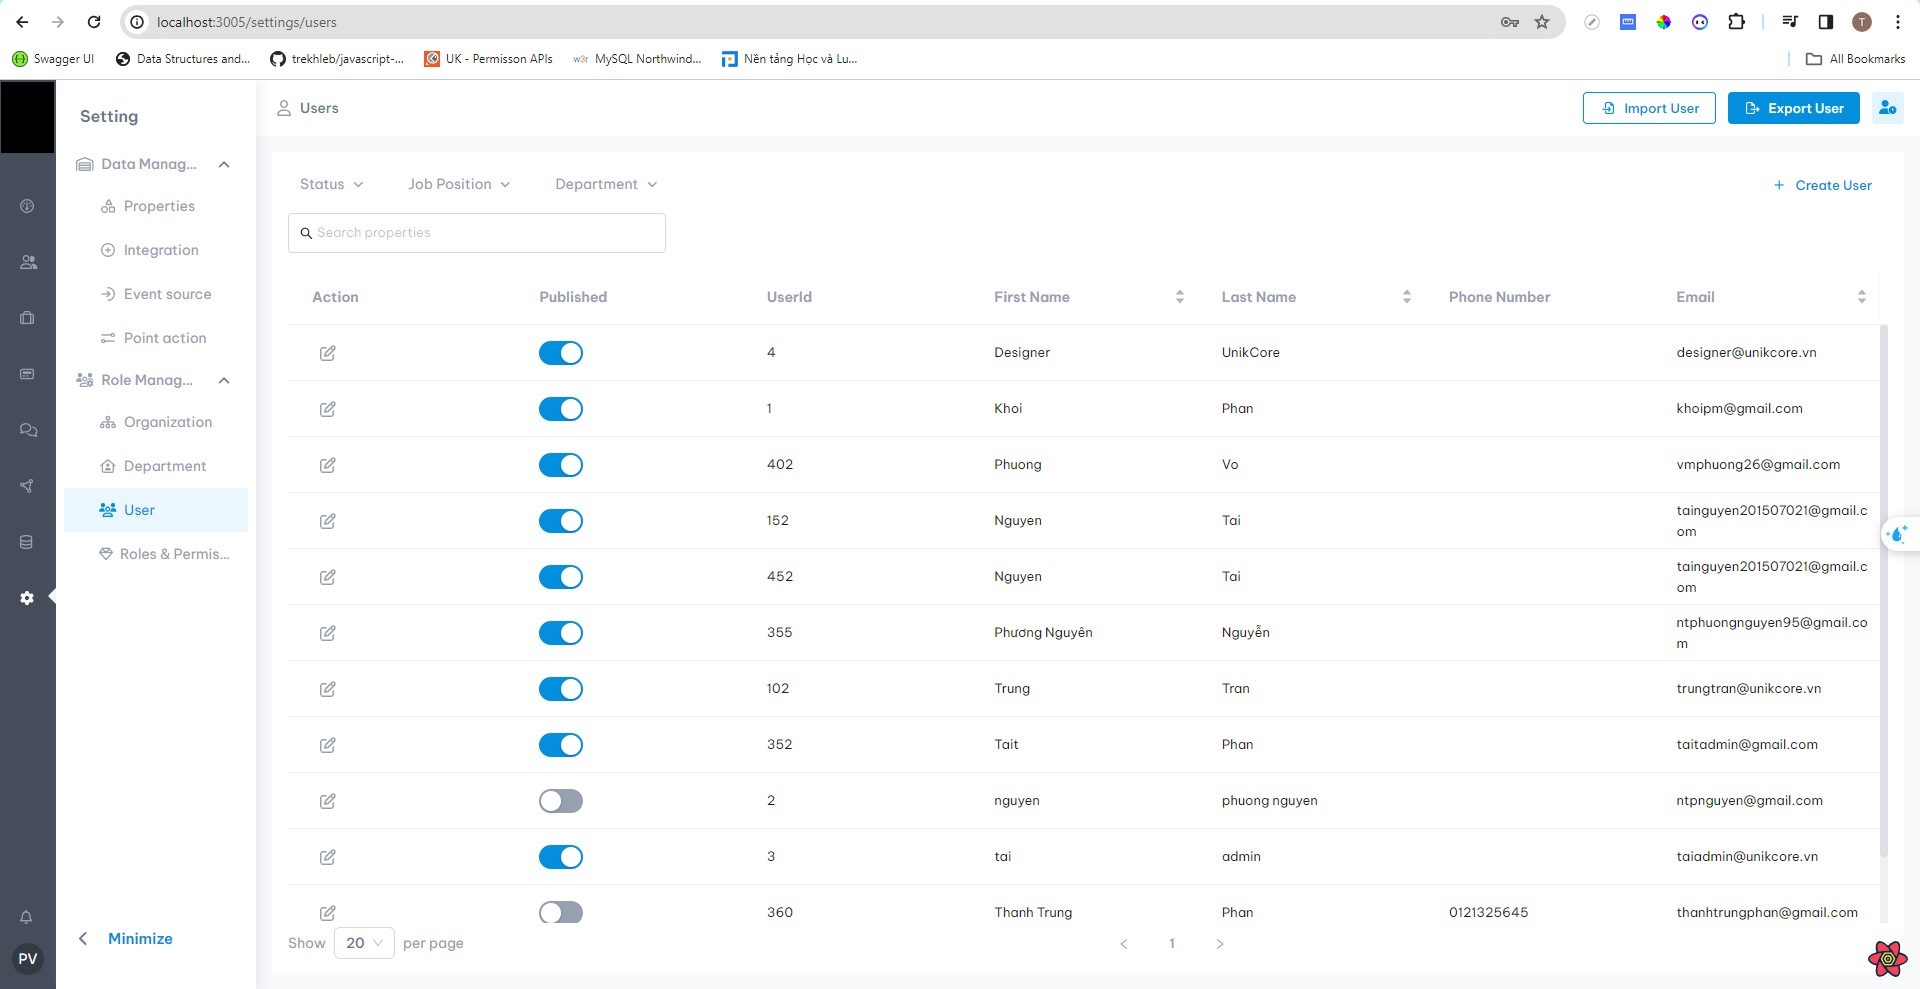 localhost:3005/settings/users
T
Swagger UI
Data Structures and...
trekhleb/javascript-...
UK - Permisson APIs
w3r MySQL Northwind...
Nền tảng Học và Lu...
All Bookmarks
Setting
Users
Import User
Export User
Data Manag...
Properties
Integration
Event source
Point action
Role Manag...
Organization
Department
User
Roles & Permis...
Minimize
PV
Status
Job Position
Department
+ Create User
Search properties
Action Published UserId First Name Last Name Phone Number Email
4 Designer UnikCore designer@unikcore.vn
1 Khoi Phan khoipm@gmail.com
402 Phuong Vo vmphuong26@gmail.com
152 Nguyen Tai tainguyen201507021@gmail.c
om
452 Nguyen Tai tainguyen201507021@gmail.c
om
355 Phương Nguyên Nguyễn ntphuongnguyen95@gmail.co
m
102 Trung Tran trungtran@unikcore.vn
352 Tait Phan taitadmin@gmail.com
2 nguyen phuong nguyen ntpnguyen@gmail.com
3 tai admin taiadmin@unikcore.vn
360 Thanh Trung Phan 0121325645 thanhtrungphan@gmail.com
Show 20 per page
< 1 >